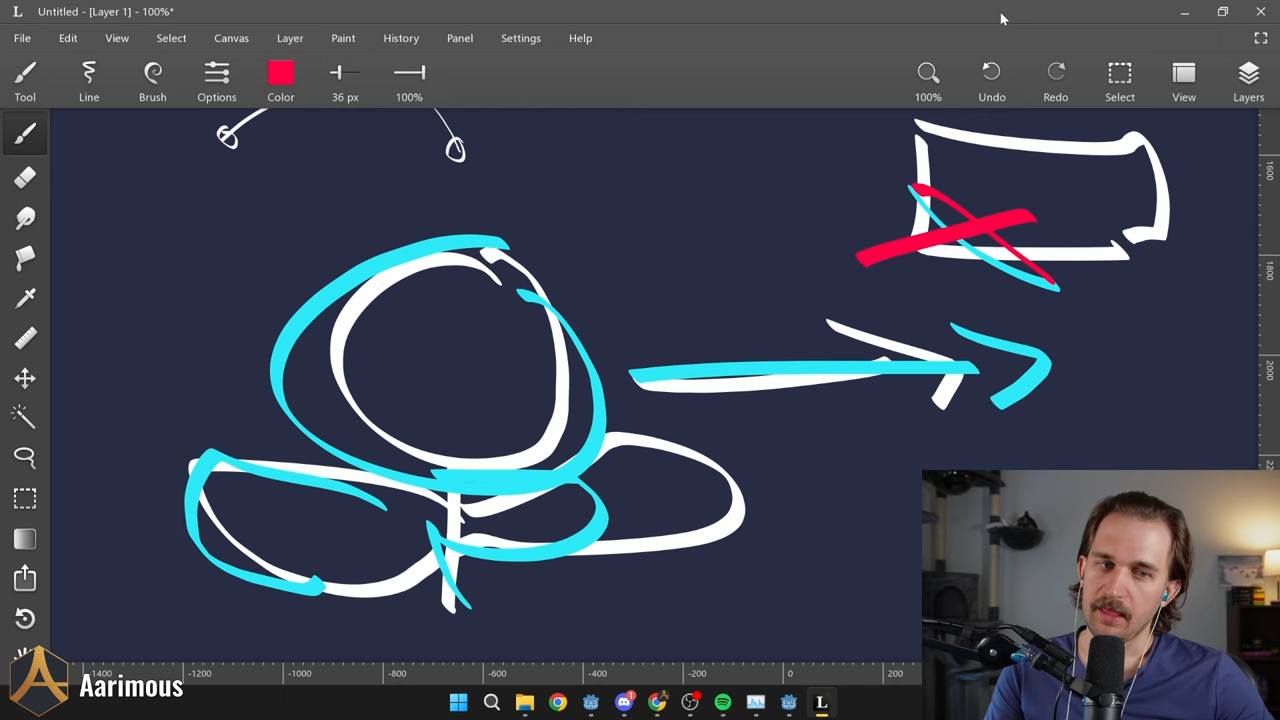 L Untitled - [Layer 1] - 100%*
File Edit View Select Canvas Layer Paint History Panel Settings Help
Tool Line Brush Options Color 36 px 100% 100% Undo Redo Select View Layers
1600
1800
2000
-1400 -1200 -1000 -800 -600 -400 -200 0 200
Aarimous
1
L